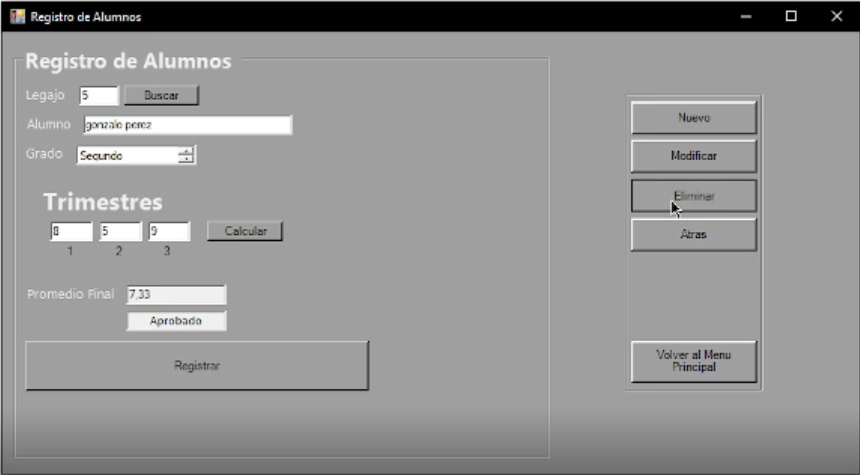 Registro de Alumnos
Registro de Alumnos
Legajo 5 Buscar
Alumno gonzalo perez
Grado Segundo
Trimestres
8 5 9 Calcular
1 2 3
Promedio Final 7,33
Aprobado
Registrar
Nuevo
Modificar
Eliminar
Atras
Volver al Menu
Principal